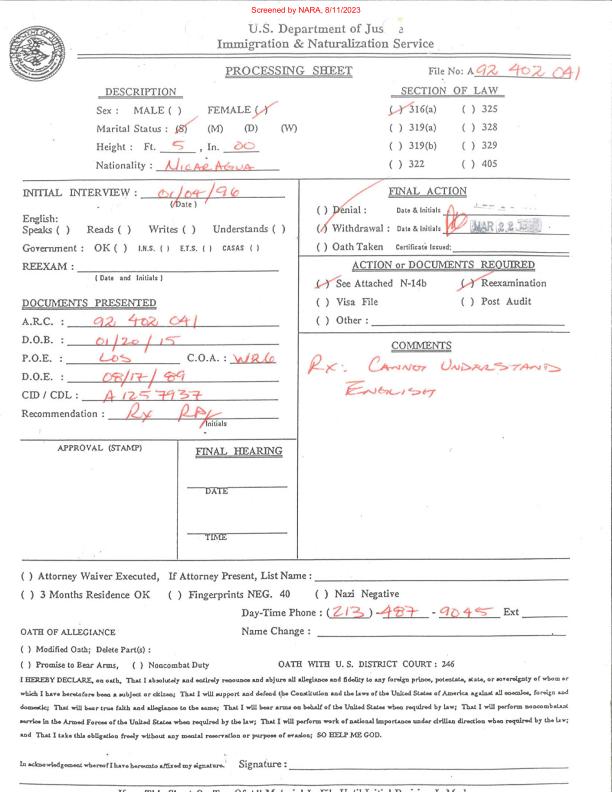 Screened by NARA, 8/11/2023
U.S. Department of Jus a
Immigration & Naturalization Service
PROCESSING SHEET
File No: A 92 402 041
DESCRIPTION
Sex : MALE ( ) FEMALE (✓)
Marital Status : (S) (M) (D) (W)
Height : Ft. 5 , In. 00
Nationality : NICARAGUA
SECTION OF LAW
(✓) 316(a) ( ) 325
( ) 319(a) ( ) 328
( ) 319(b) ( ) 329
( ) 322 ( ) 405
INITIAL INTERVIEW : 01/04/96
(Date)
English:
Speaks ( ) Reads ( ) Writes ( ) Understands ( )
Government : OK ( ) I.N.S. ( ) E.T.S. ( ) CASAS ( )
REEXAM :
( Date and Initials )
FINAL ACTION
( ) Denial : Date & Initials
(✓) Withdrawal : Date & Initials MAR 22
( ) Oath Taken Certificate Issued:
ACTION or DOCUMENTS REQUIRED
(✓) See Attached N-14b (✓) Reexamination
( ) Visa File ( ) Post Audit
( ) Other :
DOCUMENTS PRESENTED
A.R.C. : 92 402 041
D.O.B. : 01/20/15
P.O.E. : LOS C.O.A. : WR6
D.O.E. : 08/17/89
CID / CDL : A 1257937
Recommendation : Rx
Initials
COMMENTS
Rx: CANNOT UNDERSTAND
ENGLISH
APPROVAL (STAMP)
FINAL HEARING
DATE
TIME
( ) Attorney Waiver Executed, If Attorney Present, List Name :
( ) 3 Months Residence OK ( ) Fingerprints NEG. 40 ( ) Nazi Negative
Day-Time Phone : (213) -487 - 9045 Ext
OATH OF ALLEGIANCE Name Change :
( ) Modified Oath; Delete Part(s) :
( ) Promise to Bear Arms, ( ) Noncombat Duty OATH WITH U.S. DISTRICT COURT : 246
I HEREBY DECLARE, on oath, That I absolutely and entirely renounce and abjure all allegiance and fidelity to any foreign prince, potentate, state, or sovereignty of whom or
which I have heretofore been a subject or citizen; That I will support and defend the Constitution and the laws of the United States of America against all enemies, foreign and
domestic; That I will bear true faith and allegiance to the same; That I will bear arms on behalf of the United States when required by law; That I will perform noncombatant
service in the Armed Forces of the United States when required by the law; That I will perform work of national importance under civilian direction when required by the law;
and That I take this obligation freely without any mental reservation or purpose of evasion; SO HELP ME GOD.
In acknowledgement whereof I have hereunto affixed my signature. Signature :